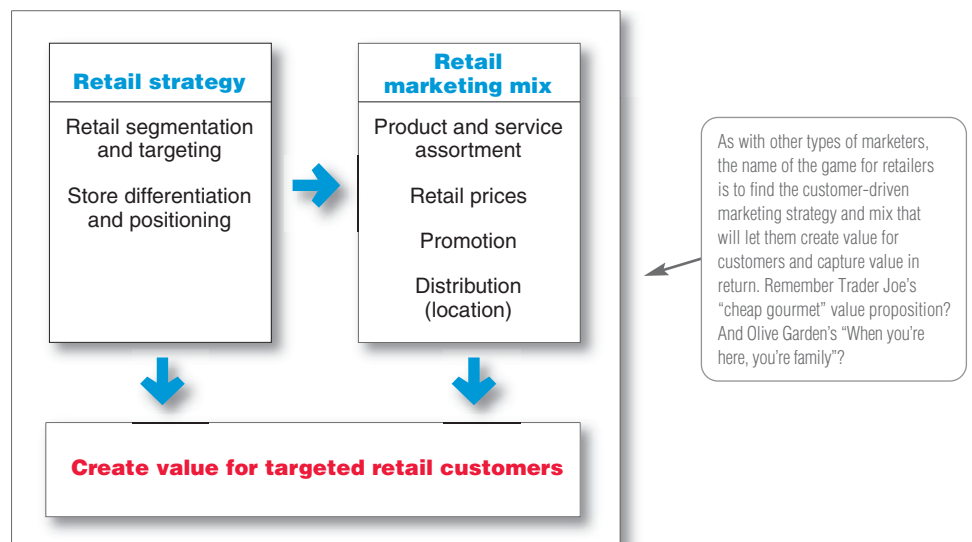 Retail strategy
Retail segmentation
and targeting
Store differentiation
and positioning
Retail
marketing mix
Product and service
assortment
Retail prices
Promotion
Distribution
(location)
Create value for targeted retail customers
As with other types of marketers,
the name of the game for retailers
is to find the customer-driven
marketing strategy and mix that
will let them create value for
customers and capture value in
return. Remember Trader Joe’s
“cheap gourmet” value proposition?
And Olive Garden’s “When you’re
here, you’re family”?